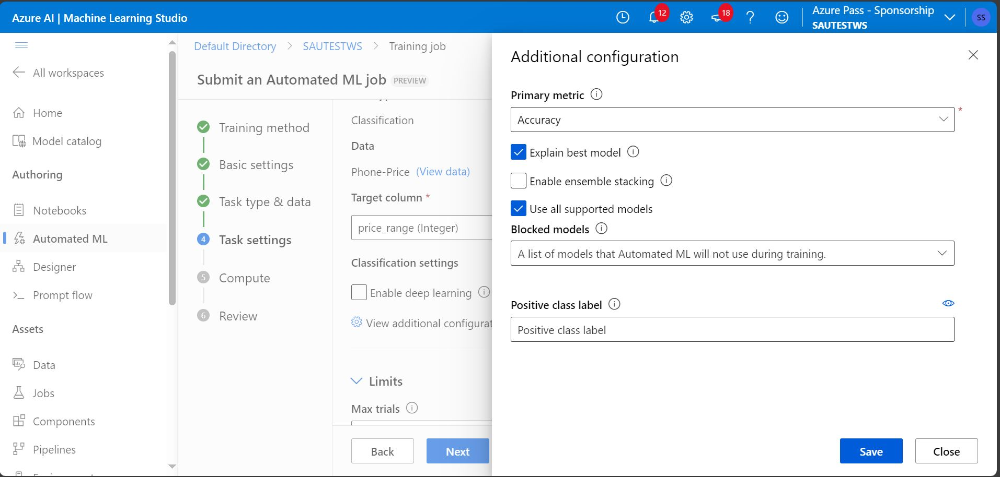 Azure AI | Machine Learning Studio
12
18
Azure Pass - Sponsorship
SAUTESTWS
SS
All workspaces
Home
Model catalog
Authoring
Notebooks
Automated ML
Designer
Prompt flow
Assets
Data
Jobs
Components
Pipelines
Default Directory > SAUTESTWS > Training job
Submit an Automated ML job PREVIEW
Training method
Basic settings
Task type & data
4 Task settings
5 Compute
6 Review
Classification
Data
Phone-Price (View data)
Target column *
price_range (Integer)
Classification settings
Enable deep learning
View additional configurat
Limits
Max trials
Back
Next
Additional configuration
Primary metric
Accuracy
*
Explain best model
Enable ensemble stacking
Use all supported models
Blocked models
A list of models that Automated ML will not use during training.
Positive class label
Positive class label
Save
Close